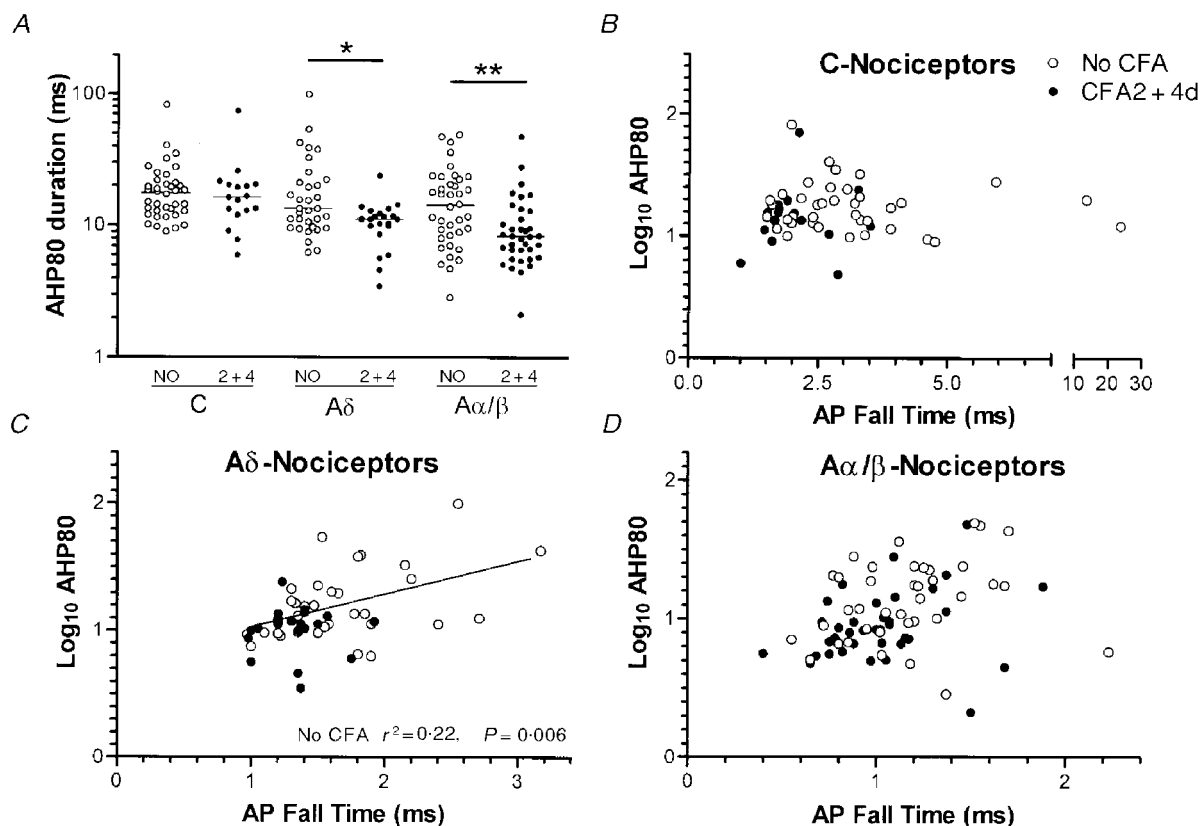 A
AHP80 duration (ms)
100
10
1
*
**
NO 2 + 4 NO 2 + 4 NO 2 + 4
C Aδ Aα/β
B
C-Nociceptors
No CFA
CFA2 + 4d
Log10 AHP80
2
1
0
0.0 2.5 5.0 10 20 30
AP Fall Time (ms)
C
Aδ-Nociceptors
Log10 AHP80
2
1
0
No CFA r²=0·22, P=0·006
0 1 2 3
AP Fall Time (ms)
D
Aα/β-Nociceptors
Log10 AHP80
2
1
0
0 1 2
AP Fall Time (ms)